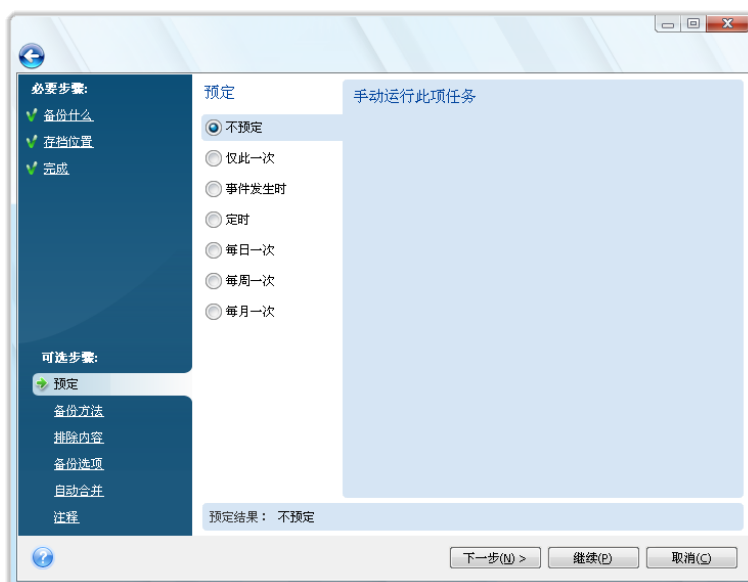 必要步骤:
备份什么
存档位置
完成
可选步骤:
预定
备份方法
排除内容
备份选项
自动合并
注释
预定
不预定
仅此一次
事件发生时
定时
每日一次
每周一次
每月一次
手动运行此项任务
预定结果： 不预定
下一步(N) >
继续(P)
取消(C)